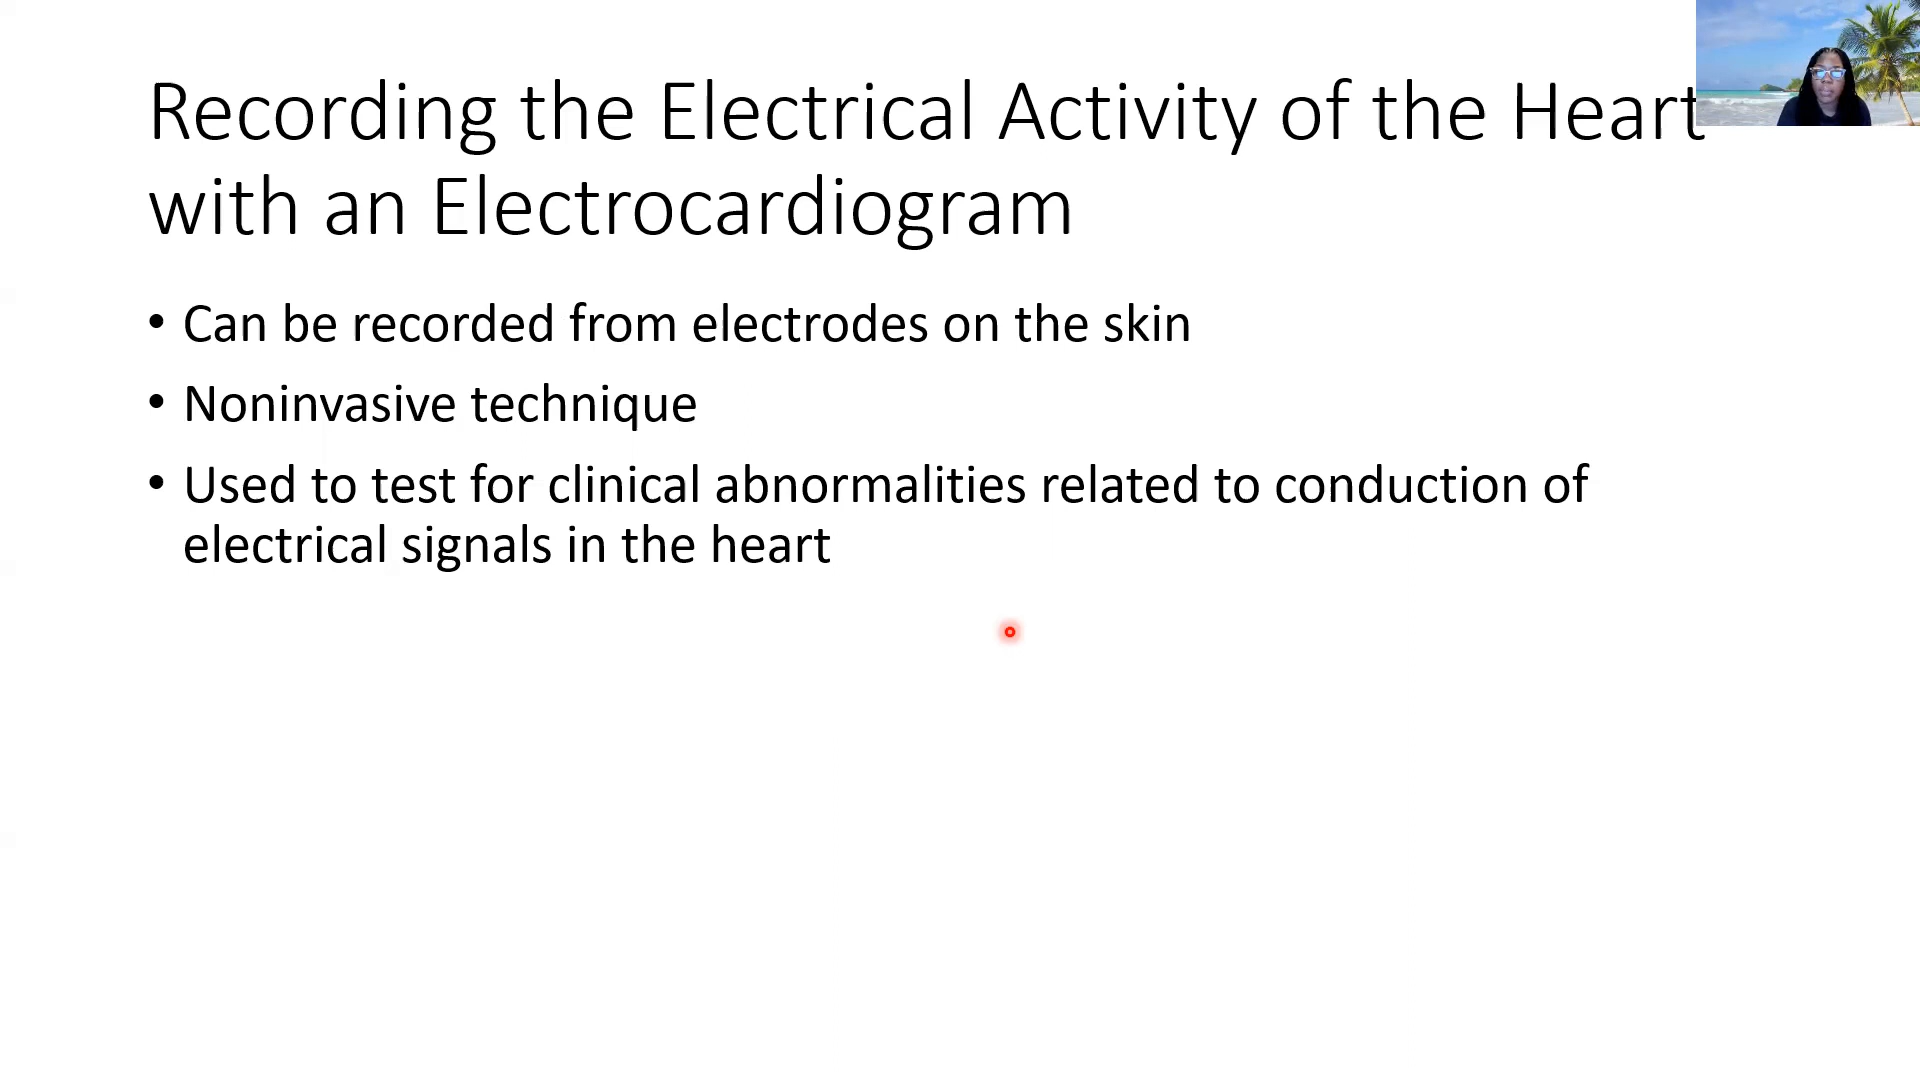 Recording the Electrical Activity of the Heart
with an Electrocardiogram
• Can be recorded from electrodes on the skin
• Noninvasive technique
• Used to test for clinical abnormalities related to conduction of
electrical signals in the heart